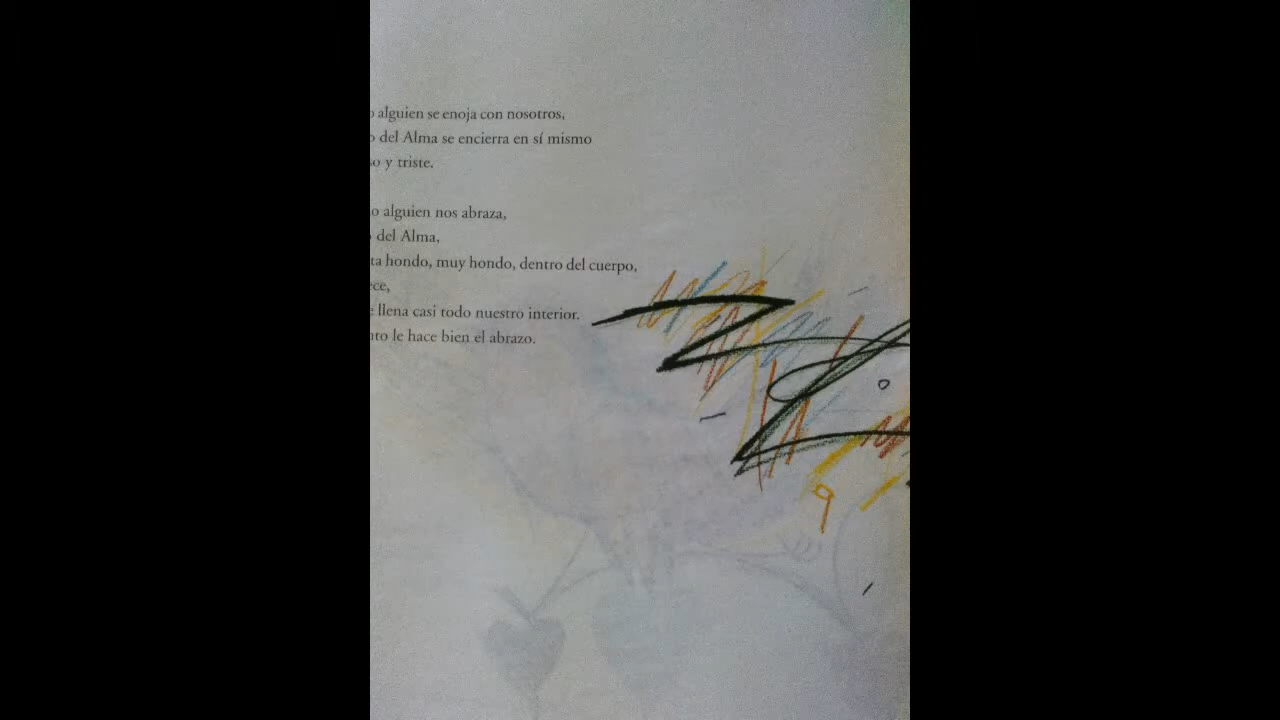 alguien se enoja con nosotros,
del Alma se encierra en sí mismo
y triste.
alguien nos abraza,
del Alma,
hondo, muy hondo, dentro del cuerpo,
llena casi todo nuestro interior.
le hace bien el abrazo.